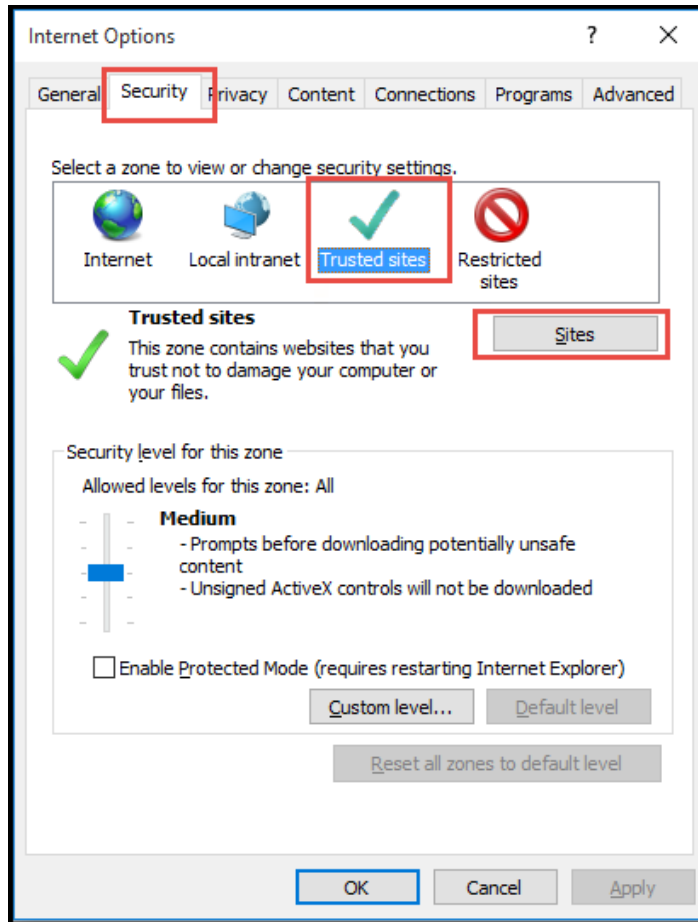 Internet Options ?
General Security Privacy Content Connections Programs Advanced
Select a zone to view or change security settings.
Internet Local intranet Trusted sites Restricted
sites
Trusted sites
Sites
This zone contains websites that you
trust not to damage your computer or
your files.
Security level for this zone
Allowed levels for this zone: All
Medium
- Prompts before downloading potentially unsafe
content
- Unsigned ActiveX controls will not be downloaded
Enable Protected Mode (requires restarting Internet Explorer)
Custom level... Default level
Reset all zones to default level
OK Cancel Apply